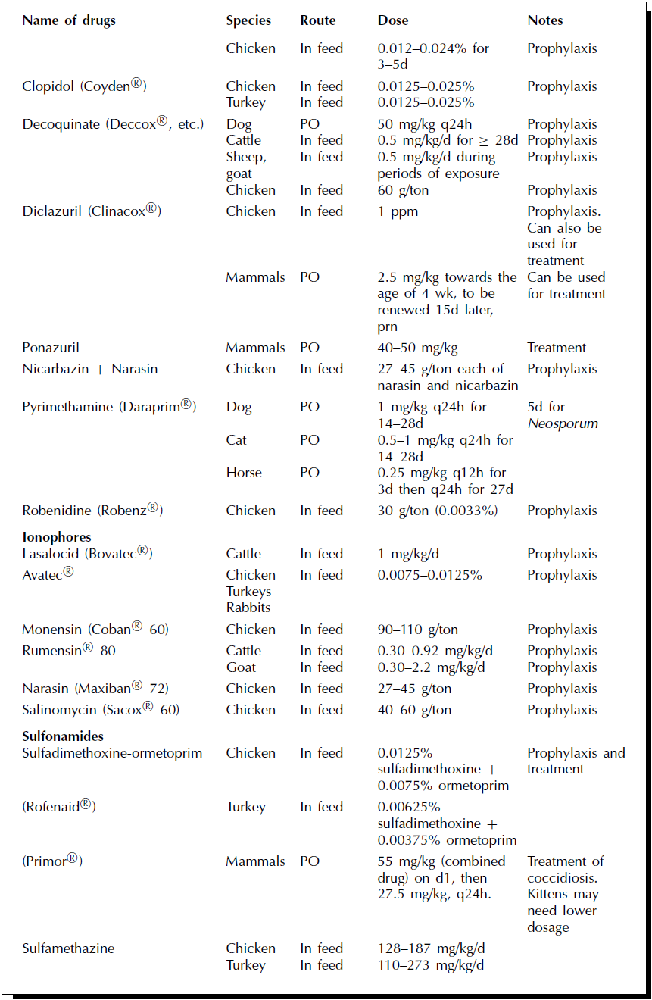 Name of drugs Species Route Dose Notes
Chicken In feed 0.012–0.024% for Prophylaxis
3–5d
Clopidol (Coyden®) Chicken In feed 0.0125–0.025% Prophylaxis
Turkey In feed 0.0125–0.025%
Decoquinate (Deccox®, etc.) Dog PO 50 mg/kg q24h Prophylaxis
Cattle In feed 0.5 mg/kg/d for ≥ 28d Prophylaxis
Sheep, In feed 0.5 mg/kg/d during Prophylaxis
goat periods of exposure
Chicken In feed 60 g/ton Prophylaxis
Diclazuril (Clinacox®) Chicken In feed 1 ppm Prophylaxis.
Can also be
used for
treatment
Mammals PO 2.5 mg/kg towards the Can be used
age of 4 wk, to be for treatment
renewed 15d later,
prn
Ponazuril Mammals PO 40–50 mg/kg Treatment
Nicarbazin + Narasin Chicken In feed 27–45 g/ton each of Prophylaxis
narasin and nicarbazin
Pyrimethamine (Daraprim®) Dog PO 1 mg/kg q24h for 5d for
14–28d Neosporum
Cat PO 0.5–1 mg/kg q24h for
14–28d
Horse PO 0.25 mg/kg q12h for
3d then q24h for 27d
Robenidine (Robenz®) Chicken In feed 30 g/ton (0.0033%) Prophylaxis
Ionophores
Lasalocid (Bovatec®) Cattle In feed 1 mg/kg/d Prophylaxis
Avatec® Chicken In feed 0.0075–0.0125% Prophylaxis
Turkeys
Rabbits
Monensin (Coban® 60) Chicken In feed 90–110 g/ton Prophylaxis
Rumensin® 80 Cattle In feed 0.30–0.92 mg/kg/d Prophylaxis
Goat In feed 0.30–2.2 mg/kg/d Prophylaxis
Narasin (Maxiban® 72) Chicken In feed 27–45 g/ton Prophylaxis
Salinomycin (Sacox® 60) Chicken In feed 40–60 g/ton Prophylaxis
Sulfonamides
Sulfadimethoxine-ormetoprim Chicken In feed 0.0125% Prophylaxis and
sulfadimethoxine + treatment
0.0075% ormetoprim
(Rofenaid®) Turkey In feed 0.00625%
sulfadimethoxine +
0.00375% ormetoprim
(Primor®) Mammals PO 55 mg/kg (combined Treatment of
drug) on d1, then coccidiosis.
27.5 mg/kg, q24h. Kittens may
need lower
dosage
Sulfamethazine Chicken In feed 128–187 mg/kg/d
Turkey In feed 110–273 mg/kg/d